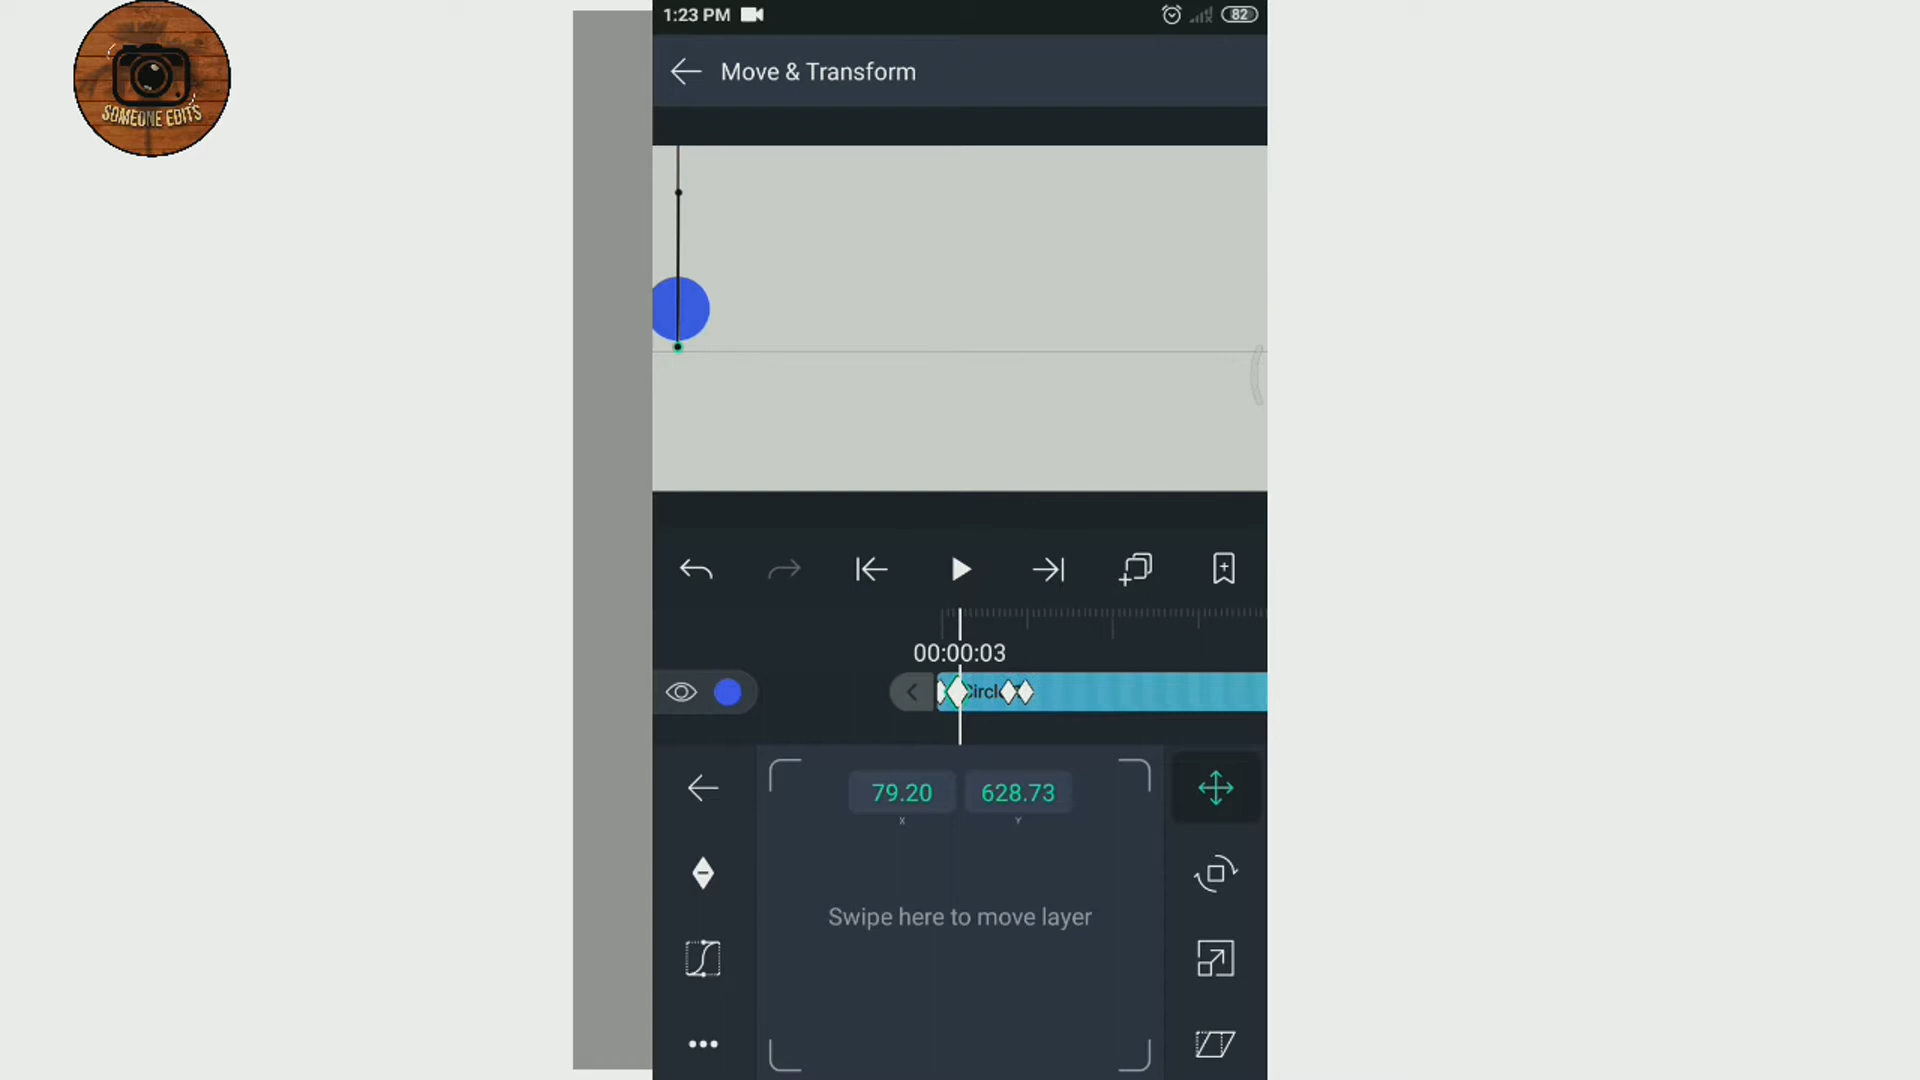 SOMEONE EDITS
1:23 PM
82
Move & Transform
00:00:03
Circle
79.20 628.73
X Y
Swipe here to move layer